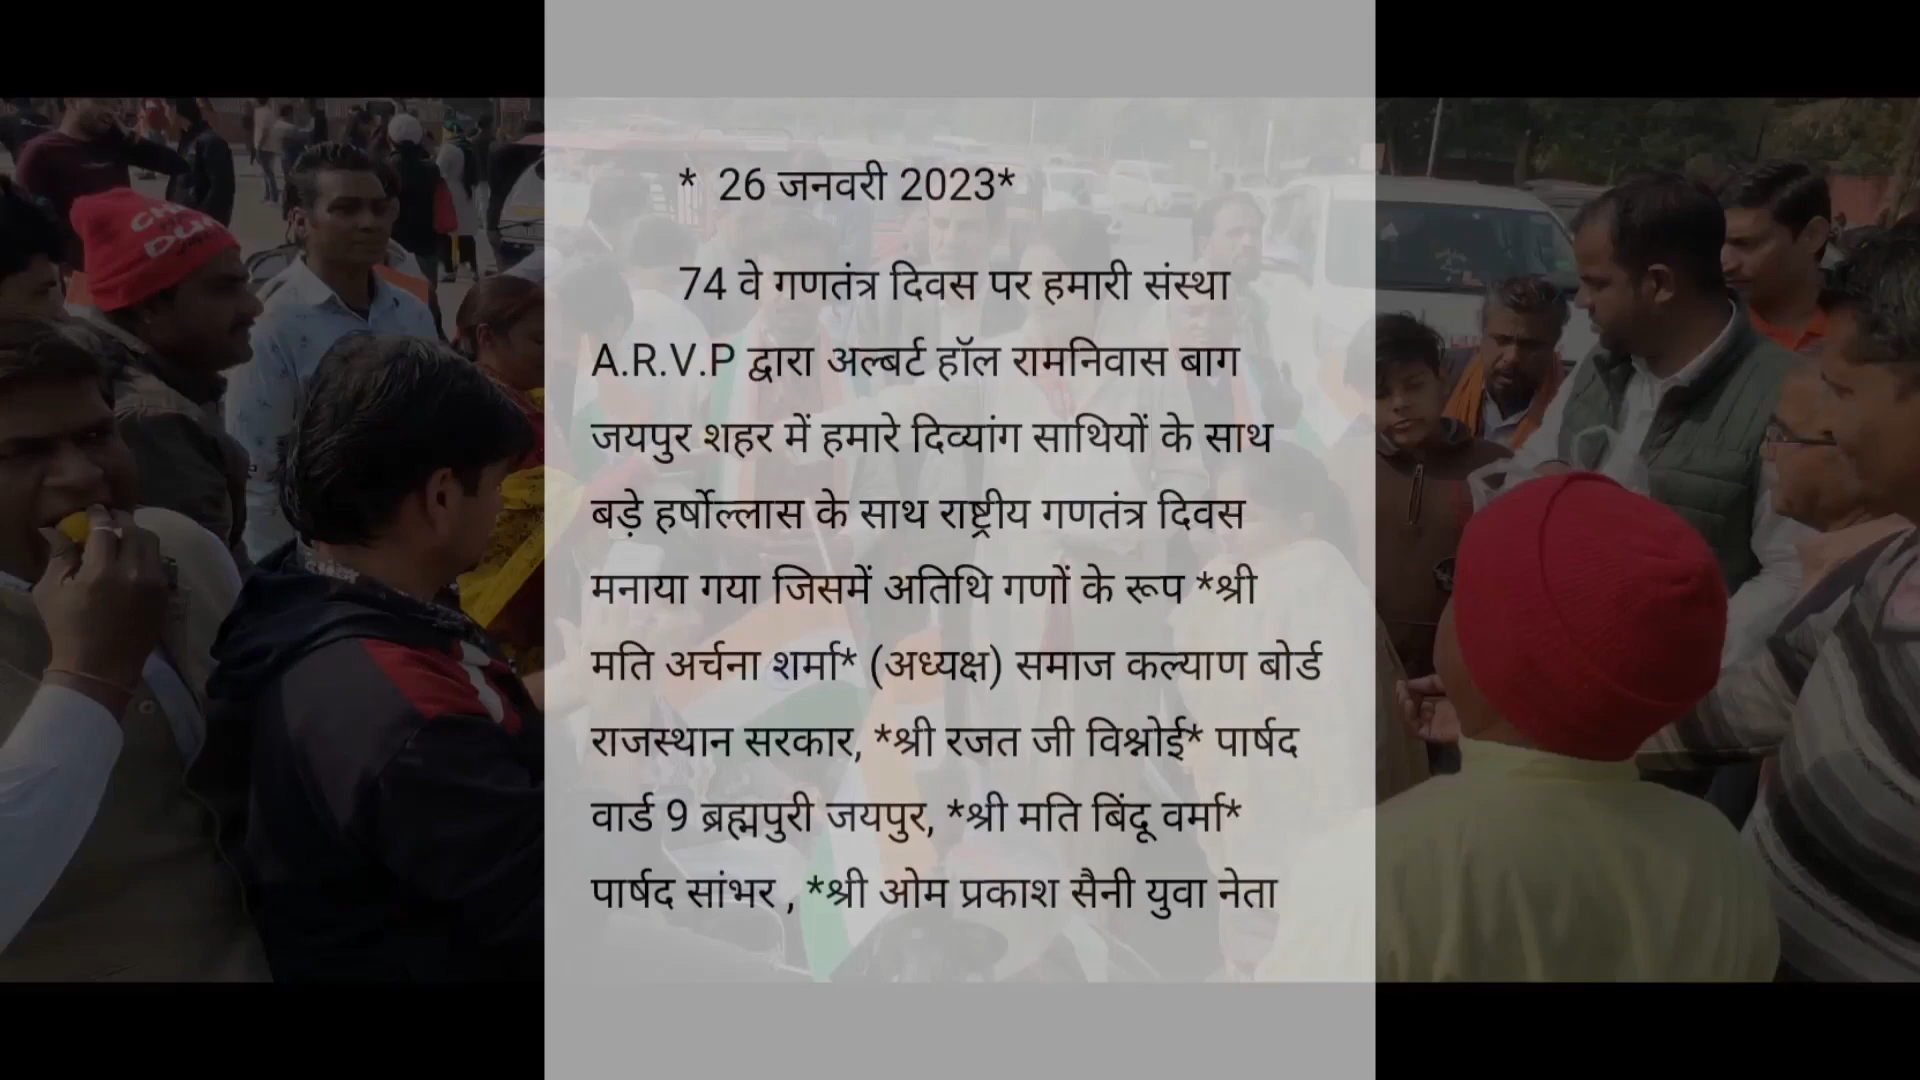 * 26 जनवरी 2023*
74 वे गणतंत्र दिवस पर हमारी संस्था
A.R.V.P द्वारा अल्बर्ट हॉल रामनिवास बाग
जयपुर शहर में हमारे दिव्यांग साथियों के साथ
बड़े हर्षोल्लास के साथ राष्ट्रीय गणतंत्र दिवस
मनाया गया जिसमें अतिथि गणों के रूप *श्री
मति अर्चना शर्मा* (अध्यक्ष) समाज कल्याण बोर्ड
राजस्थान सरकार, *श्री रजत जी विश्नोई* पार्षद
वार्ड 9 ब्रह्मपुरी जयपुर, *श्री मति बिंदू वर्मा*
पार्षद सांभर , *श्री ओम प्रकाश सैनी युवा नेता